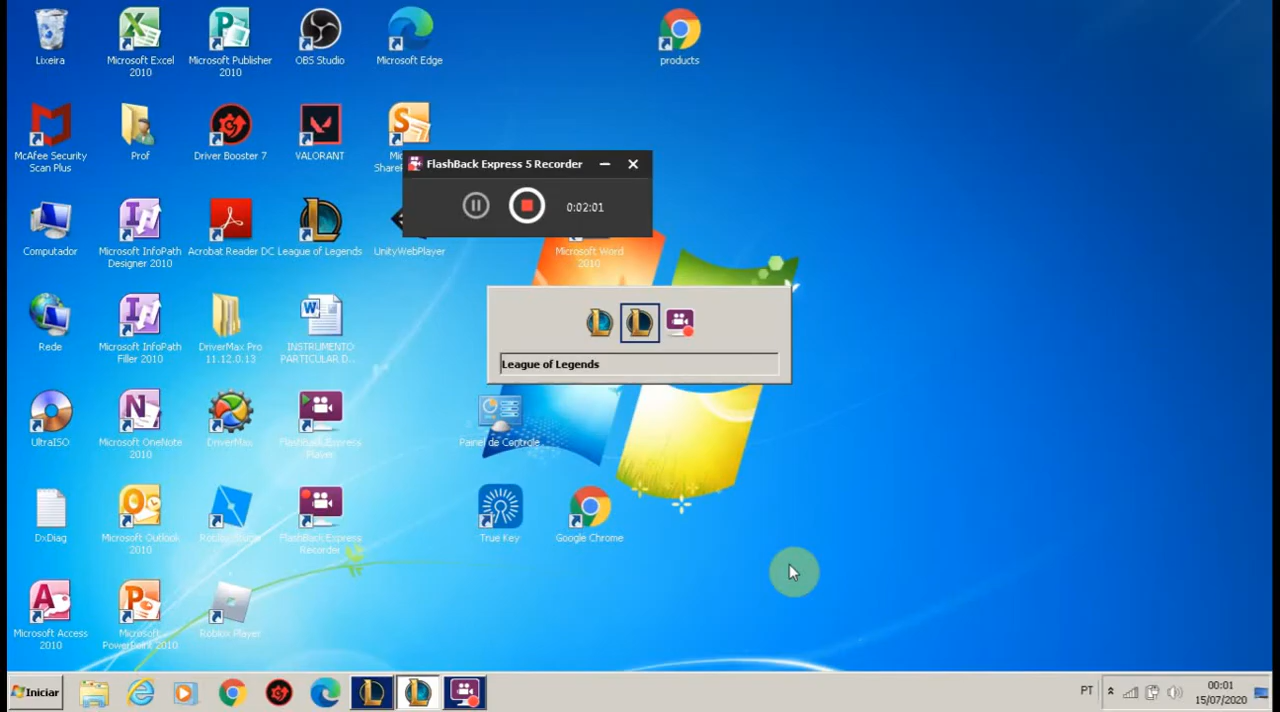 Lixeira
Microsoft Excel
2010
Microsoft Publisher
2010
OBS Studio
Microsoft Edge
products
McAfee Security
Scan Plus
Prof
Driver Booster 7
VALORANT
FlashBack Express 5 Recorder
0:02:01
Computador
Microsoft InfoPath
Designer 2010
Acrobat Reader DC
League of Legends
UnityWebPlayer
Microsoft Word
2010
Rede
Microsoft InfoPath
Filler 2010
DriverMax Pro
11.12.0.13
INSTRUMENTO
PARTICULAR D...
League of Legends
UltraISO
Microsoft OneNote
2010
DriverMax
FlashBack Express
Player
Painel de Controle
DxDiag
Microsoft Outlook
2010
Roblox Studio
FlashBack Express
Recorder
True Key
Google Chrome
Microsoft Access
2010
Microsoft
PowerPoint 2010
Roblox Player
Iniciar
PT
00:01
15/07/2020